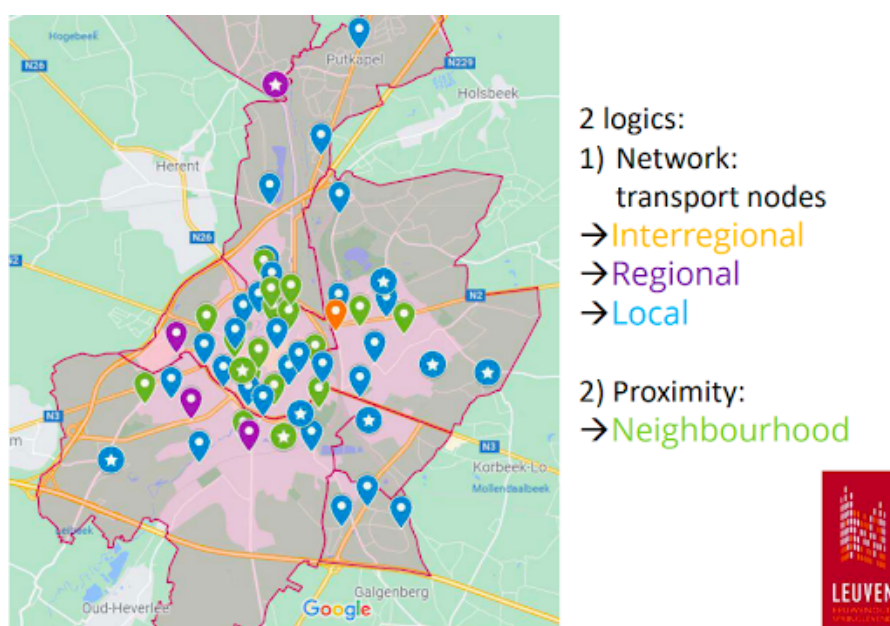 Hogebeek
Putkapel
N26
N229
Holsbeek
Herent
N26
N2
N2
N3
N3
Korbeek-Lo
Mollendaalbeek
Oud-Heverlee
Galgenberg
Google
2 logics:
1) Network:
transport nodes
→Interregional
→Regional
→Local
2) Proximity:
→Neighbourhood
LEUVEN